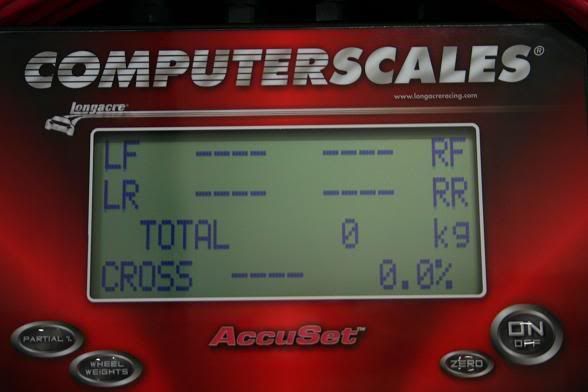 COMPUTERSCALES®
www.longacreracing.com
Longacre®
LF ---- ---- RF
LR ---- ---- RR
TOTAL 0 kg
CROSS ---- 0.0%
AccuSet™
PARTIAL %
WHEEL
WEIGHTS
ZERO
ON
OFF